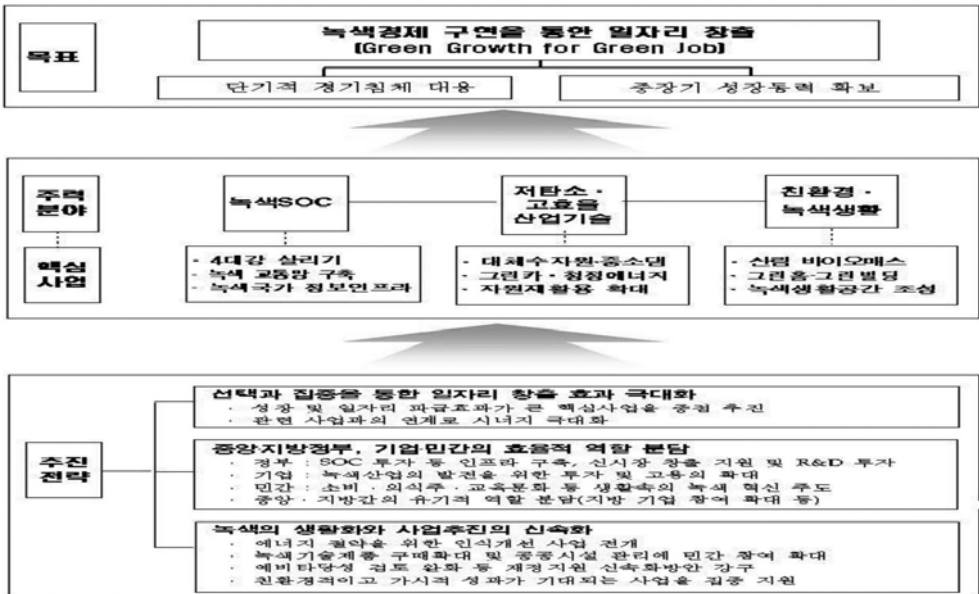 목표
녹색경제 구현을 통한 일자리 창출
(Green Growth for Green Job)
단기적 경기침체 대응
중장기 성장동력 확보
주력
분야
녹색SOC
저탄소·
고효율
산업기술
친환경·
녹색생활
핵심
사업
· 4대강 살리기
· 녹색 교통망 구축
· 녹색국가 정보인프라
· 대체수자원·중소댐
· 그린카·청정에너지
· 자원재활용 확대
· 산림 바이오매스
· 그린홈·그린빌딩
· 녹색생활공간 조성
추진
전략
선택과 집중을 통한 일자리 창출 효과 극대화
· 성장 및 일자리 파급효과가 큰 핵심사업을 중점 추진
· 관련 사업과의 연계로 시너지 극대화
중앙·지방정부, 기업·민간의 효율적 역할 분담
· 정부 : SOC 투자 등 인프라 구축, 신시장 창출 지원 및 R&D 투자
· 기업 : 녹색산업의 발전을 위한 투자 및 고용의 확대
· 민간 : 소비·의식주·교육문화 등 생활속의 녹색 혁신 주도
· 중앙·지방간의 유기적 역할 분담(지방 기업 참여 확대 등)
녹색의 생활화와 사업추진의 신속화
· 에너지 절약을 위한 인식개선 사업 전개
· 녹색기술제품 구매확대 및 공공시설 관리에 민간 참여 확대
· 예비타당성 검토 완화 등 재정지원 신속화방안 강구
· 친환경적이고 가시적 성과가 기대되는 사업을 집중 지원